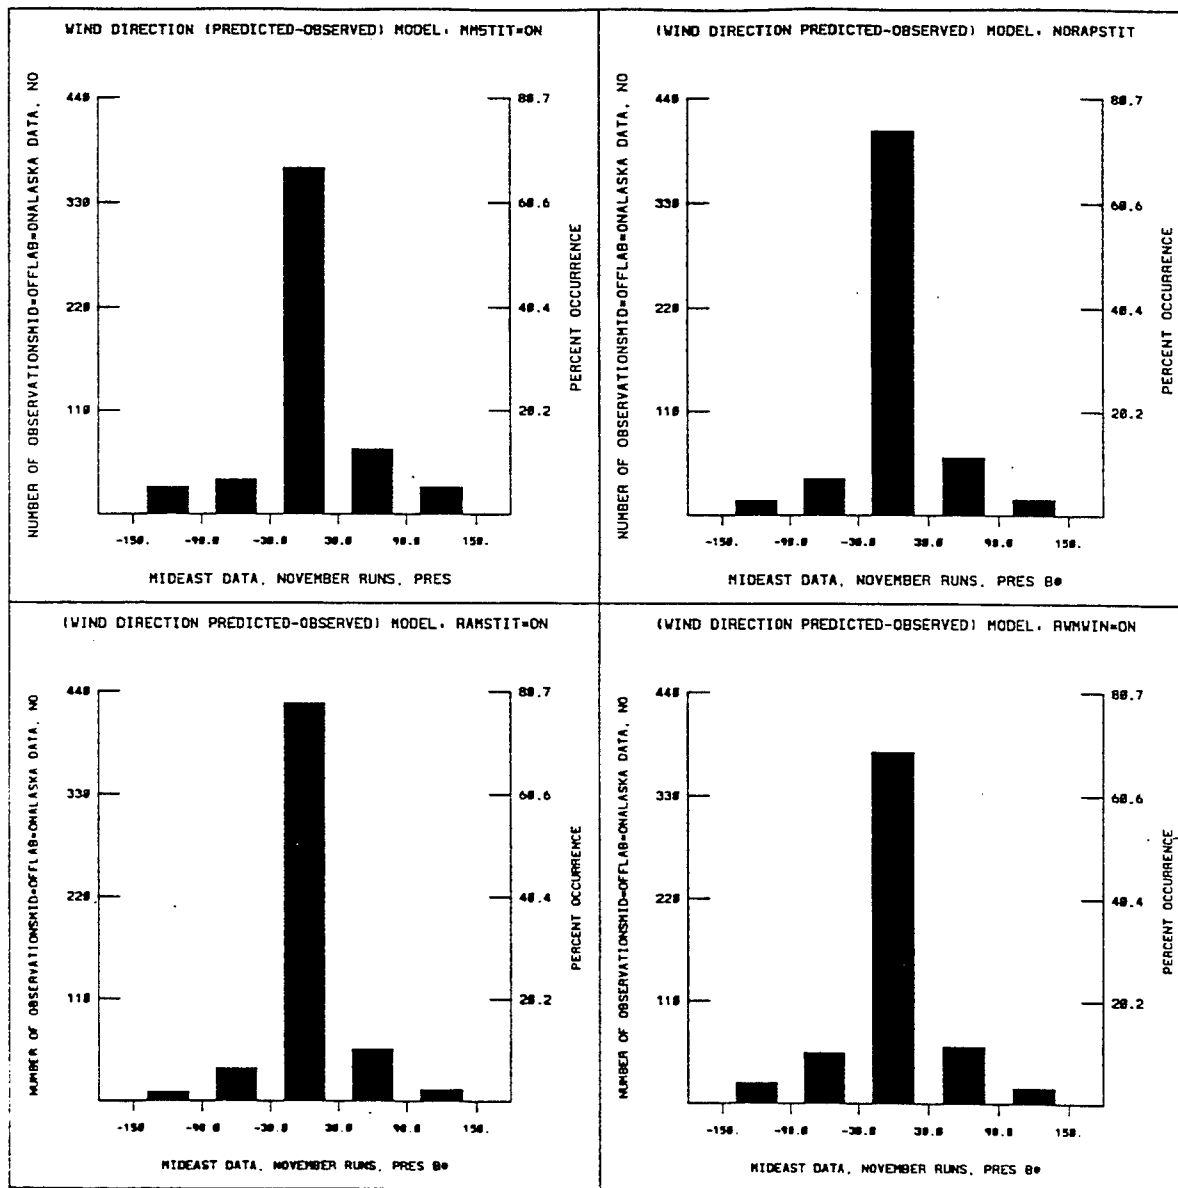 WIND DIRECTION (PREDICTED-OBSERVED) MODEL. MM5TIT=ON
NUMBER OF OBSERVATIONSMID=OFFLAB=ONALASKA DATA, NO
440
330
220
110
80.7
60.6
40.4
20.2
PERCENT OCCURRENCE
-150. -90.0 -30.0 30.0 90.0 150.
MIDEAST DATA, NOVEMBER RUNS, PRES
(WIND DIRECTION PREDICTED-OBSERVED) MODEL. NORAPSTIT
NUMBER OF OBSERVATIONSMID=OFFLAB=ONALASKA DATA, NO
440
330
220
110
80.7
60.6
40.4
20.2
PERCENT OCCURRENCE
-150. -90.0 -30.0 30.0 90.0 150.
MIDEAST DATA, NOVEMBER RUNS, PRES B*
(WIND DIRECTION PREDICTED-OBSERVED) MODEL. RAMSTIT=ON
NUMBER OF OBSERVATIONSMID=OFFLAB=ONALASKA DATA, NO
440
330
220
110
80.7
60.6
40.4
20.2
PERCENT OCCURRENCE
-150. -90.0 -30.0 30.0 90.0 150.
MIDEAST DATA, NOVEMBER RUNS, PRES B*
(WIND DIRECTION PREDICTED-OBSERVED) MODEL. RWMWIN=ON
NUMBER OF OBSERVATIONSMID=OFFLAB=ONALASKA DATA, NO
440
330
220
110
80.7
60.6
40.4
20.2
PERCENT OCCURRENCE
-150. -90.0 -30.0 30.0 90.0 150.
MIDEAST DATA, NOVEMBER RUNS, PRES B*